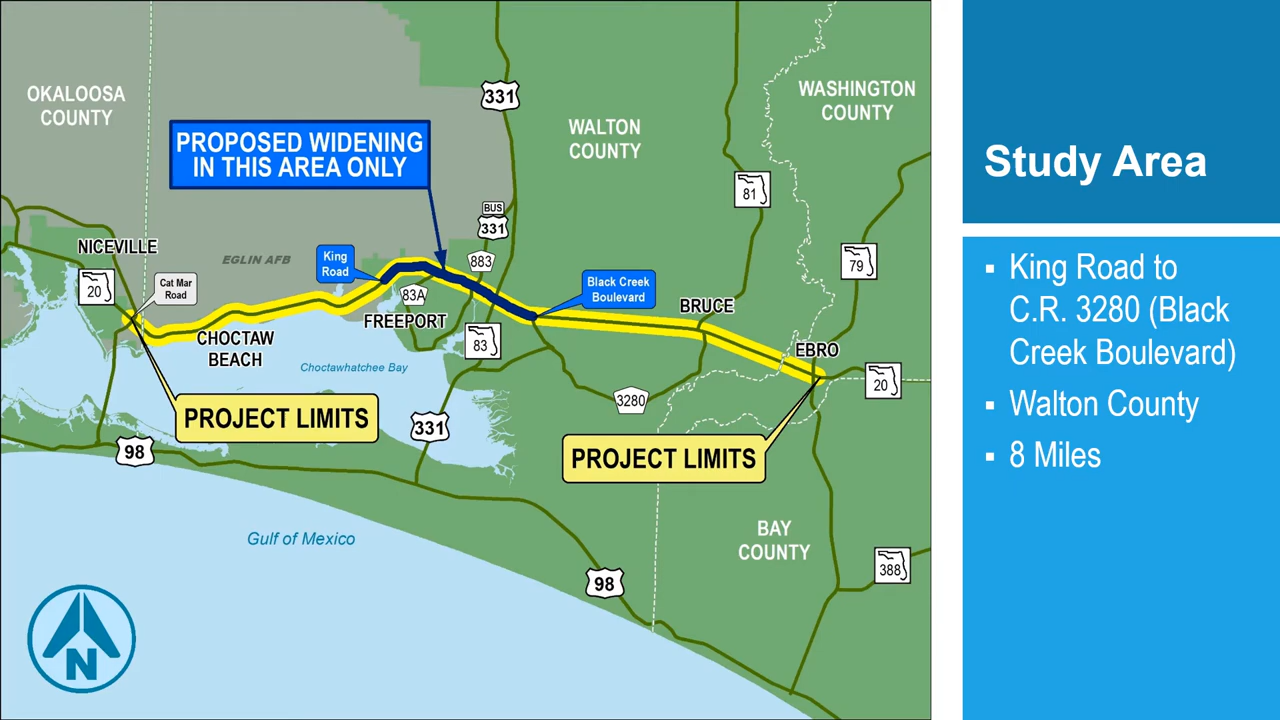 OKALOOSA
COUNTY
331
WALTON
COUNTY
WASHINGTON
COUNTY
PROPOSED WIDENING
IN THIS AREA ONLY
81
BUS
331
NICEVILLE
EGLIN AFB
King
Road
883
79
20
Cat Mar
Road
83A
Black Creek
Boulevard
BRUCE
FREEPORT
CHOCTAW
BEACH
83
EBRO
Choctawhatchee Bay
20
3280
PROJECT LIMITS
331
98
PROJECT LIMITS
Gulf of Mexico
BAY
COUNTY
388
98
N
Study Area
▪ King Road to
C.R. 3280 (Black
Creek Boulevard)
▪ Walton County
▪ 8 Miles